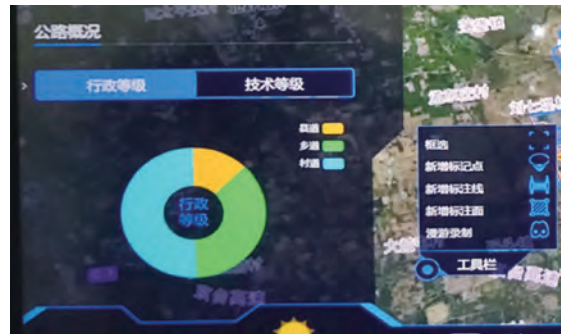 公路概况
行政等级
技术等级
县道
乡道
村道
行政
等级
框选
新增标记点
新增标注线
新增标注面
漫游录制
工具栏